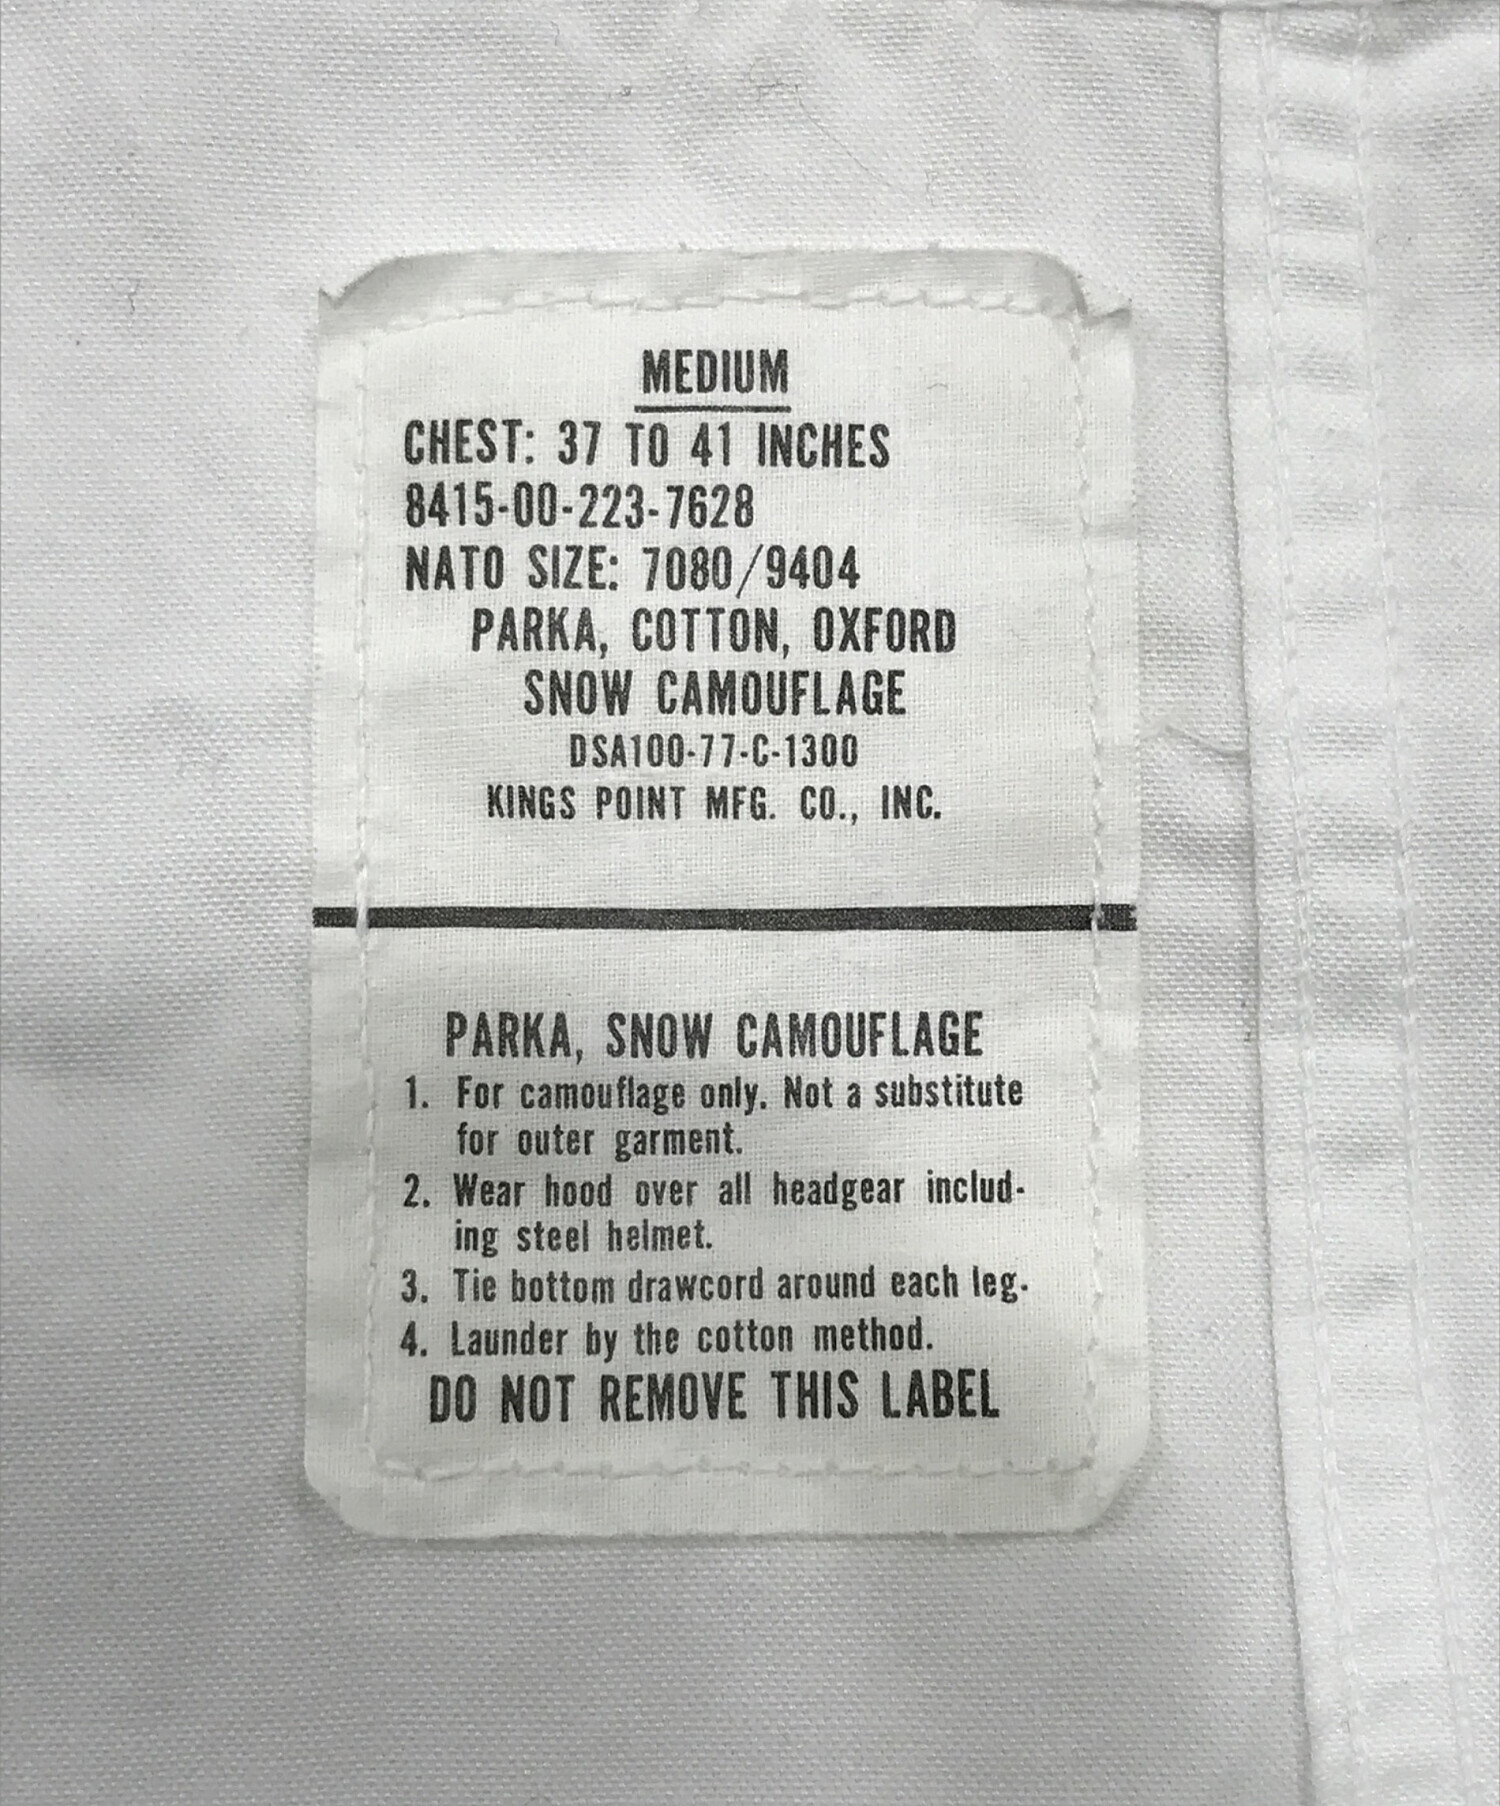 MEDIUM
CHEST: 37 TO 41 INCHES
8415-00-223-7628
NATO SIZE: 7080/9404
PARKA, COTTON, OXFORD
SNOW CAMOUFLAGE
DSA100-77-C-1300
KINGS POINT MFG. CO., INC.
PARKA, SNOW CAMOUFLAGE
1. For camouflage only. Not a substitute
for outer garment.
2. Wear hood over all headgear includ-
ing steel helmet.
3. Tie bottom drawcord around each leg.
4. Launder by the cotton method.
DO NOT REMOVE THIS LABEL